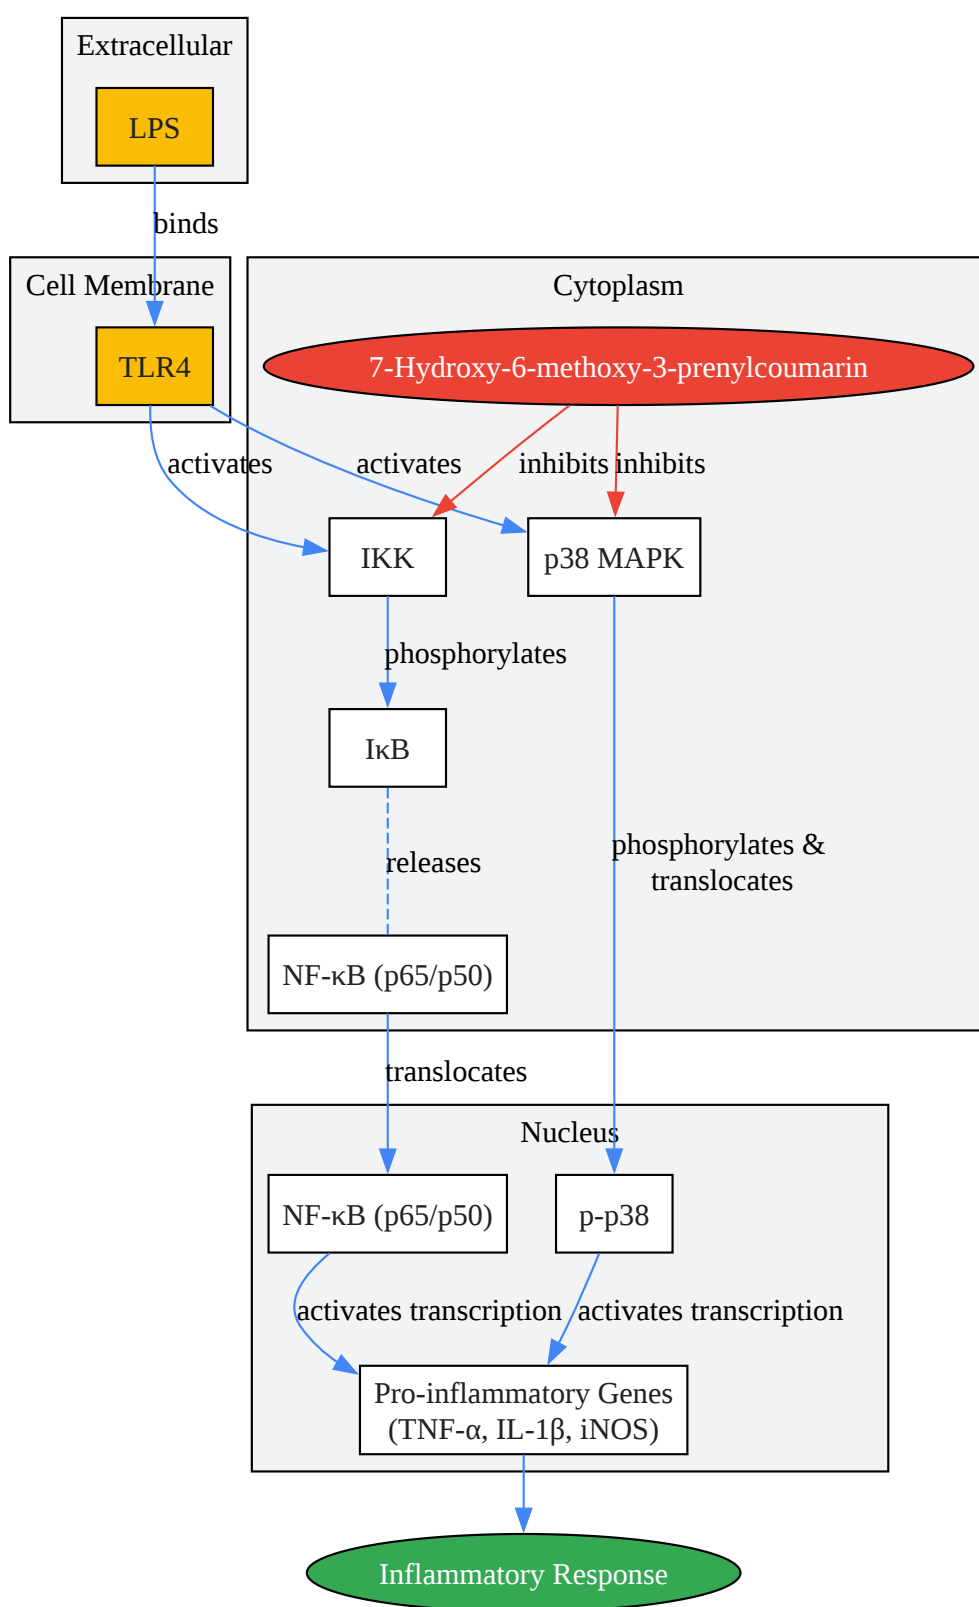 Extracellular
LPS
binds
Cell Membrane
Cytoplasm
TLR4
7-Hydroxy-6-methoxy-3-prenylcoumarin
activates
activates
inhibits
inhibits
IKK
p38 MAPK
phosphorylates
IκB
phosphorylates &
translocates
releases
NF-κB (p65/p50)
translocates
Nucleus
NF-κB (p65/p50)
p-p38
activates transcription
activates transcription
Pro-inflammatory Genes
(TNF-α, IL-1β, iNOS)
Inflammatory Response